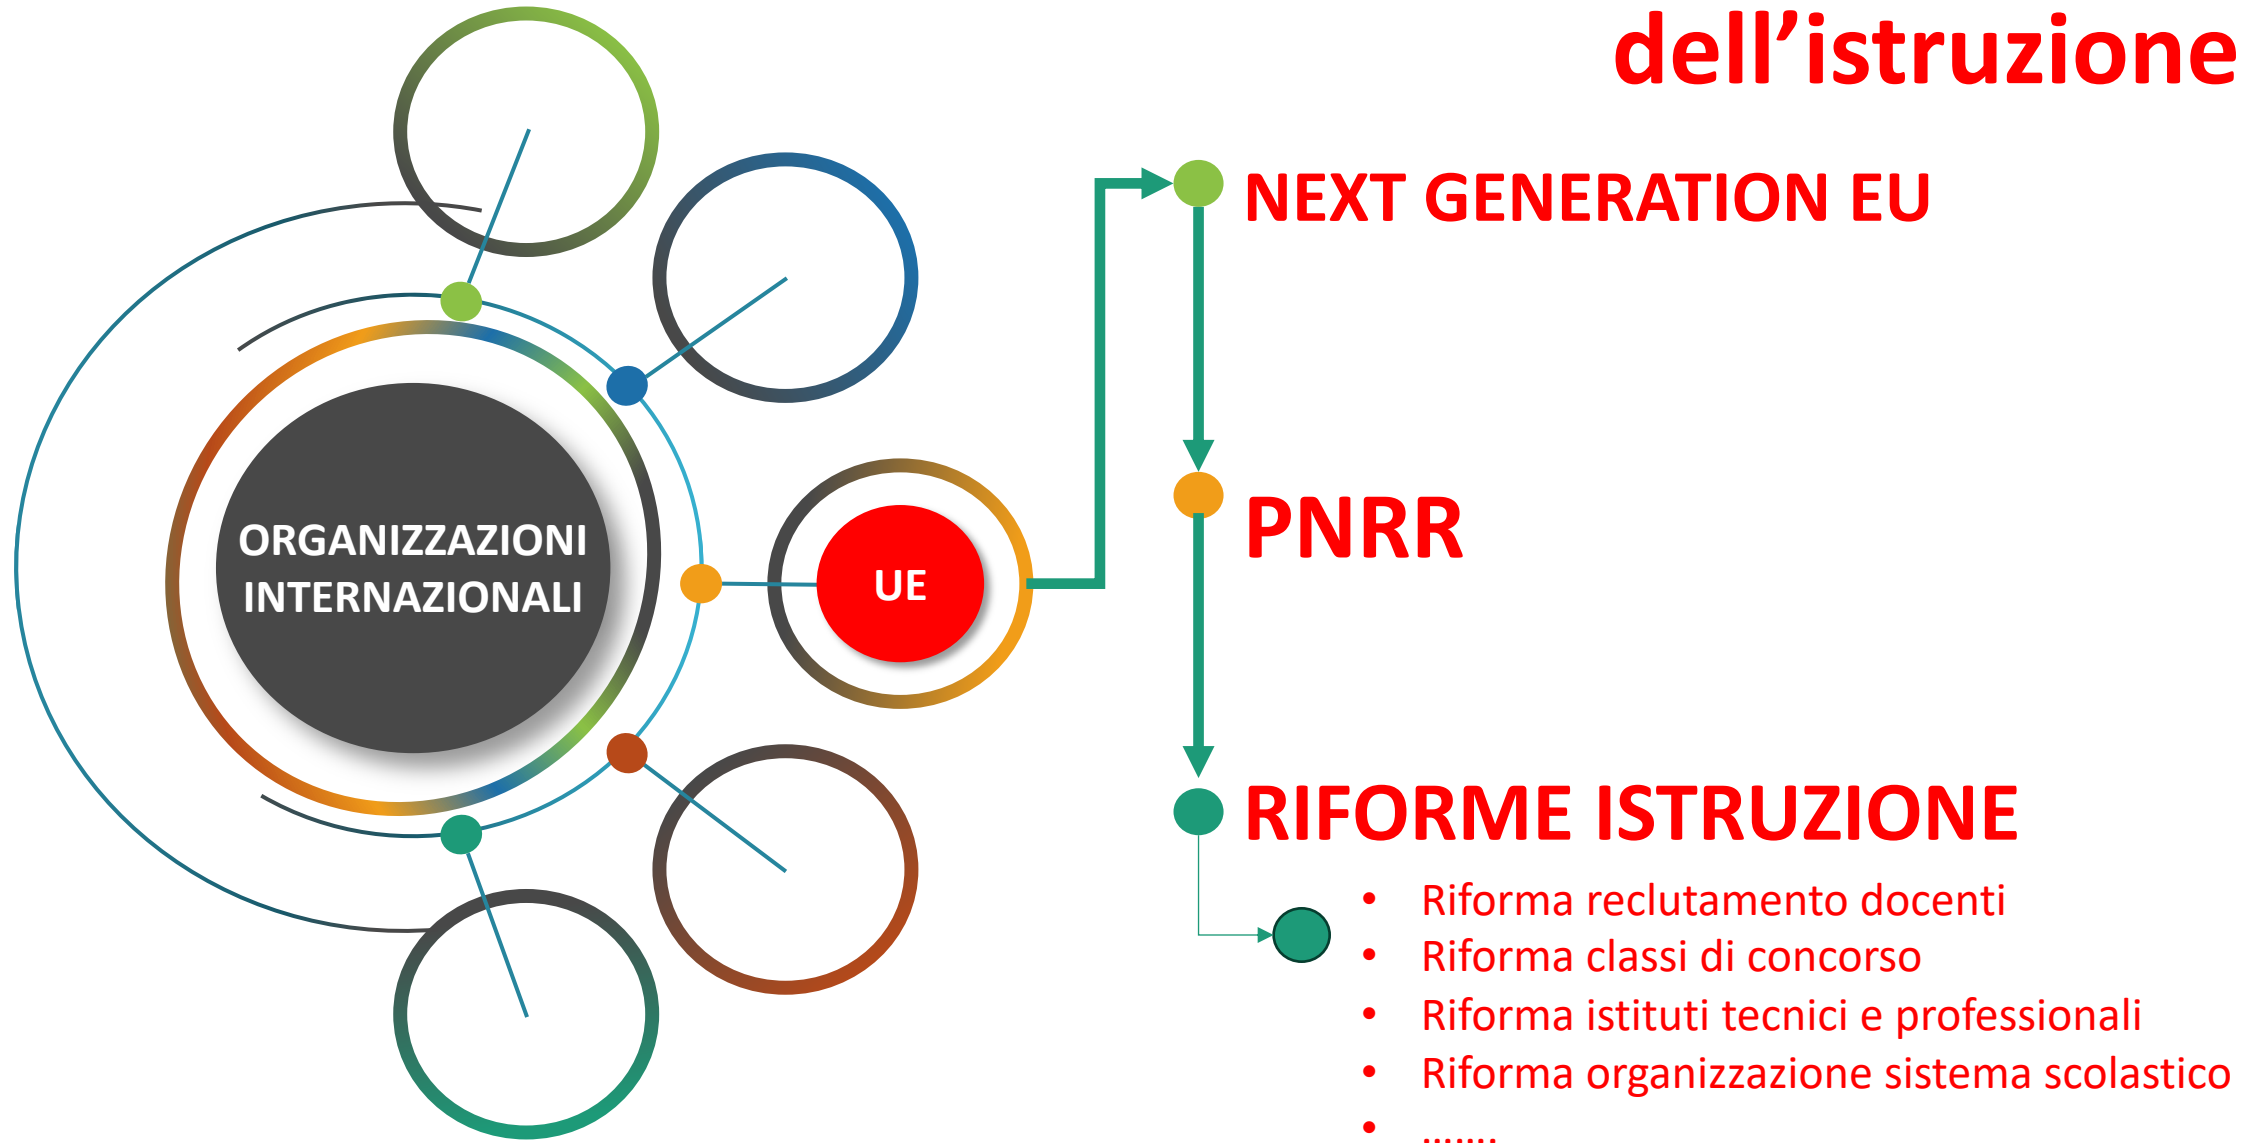 dell’istruzione
NEXT GENERATION EU
PNRR
ORGANIZZAZIONI
INTERNAZIONALI
UE
RIFORME ISTRUZIONE
• Riforma reclutamento docenti
• Riforma classi di concorso
• Riforma istituti tecnici e professionali
• Riforma organizzazione sistema scolastico
• .......